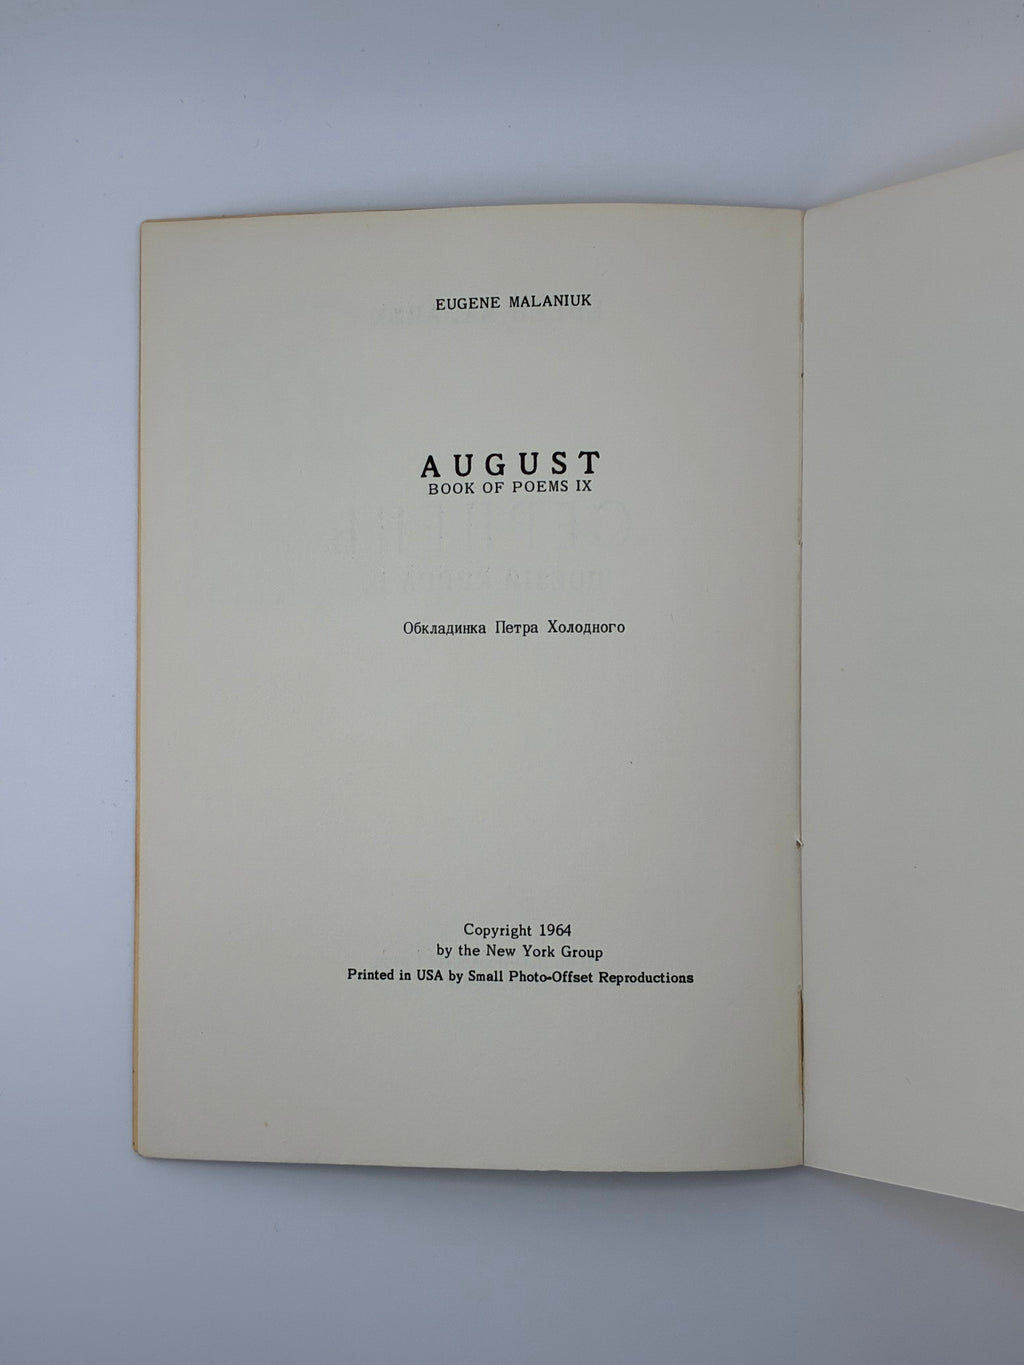 EUGENE MALANIUK
AUGUST
BOOK OF POEMS IX
Обкладинка Петра Холодного
Copyright 1964
by the New York Group
Printed in USA by Small Photo-Offset Reproductions